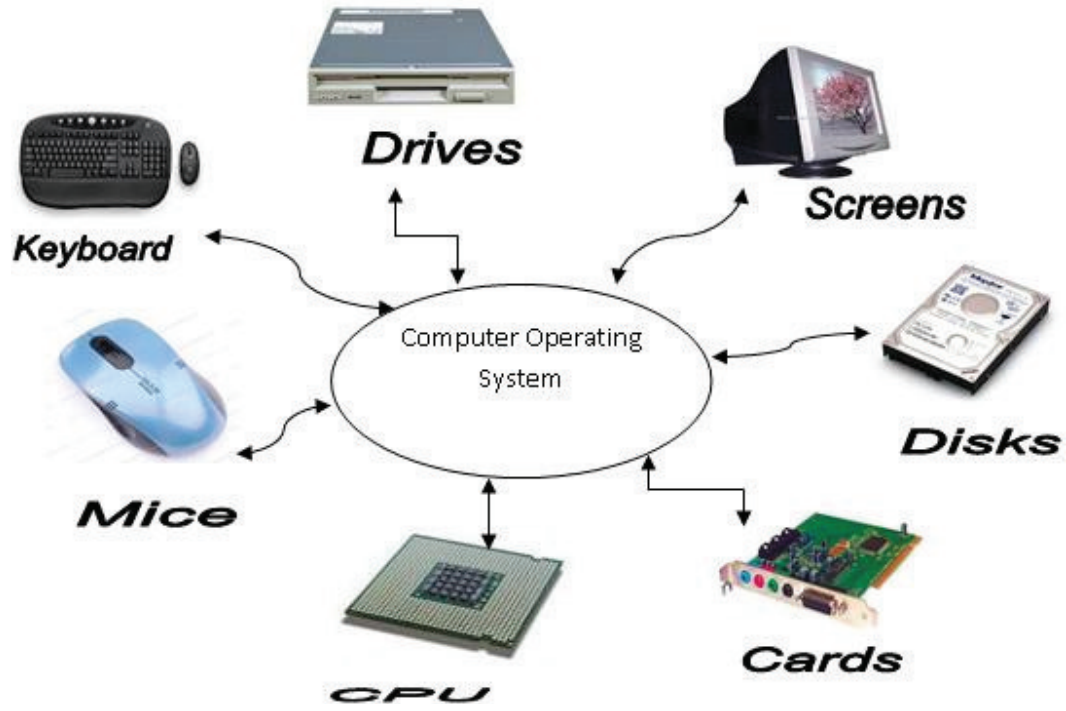 Drives
Screens
Keyboard
Computer Operating
System
Disks
Mice
Cards
CPU